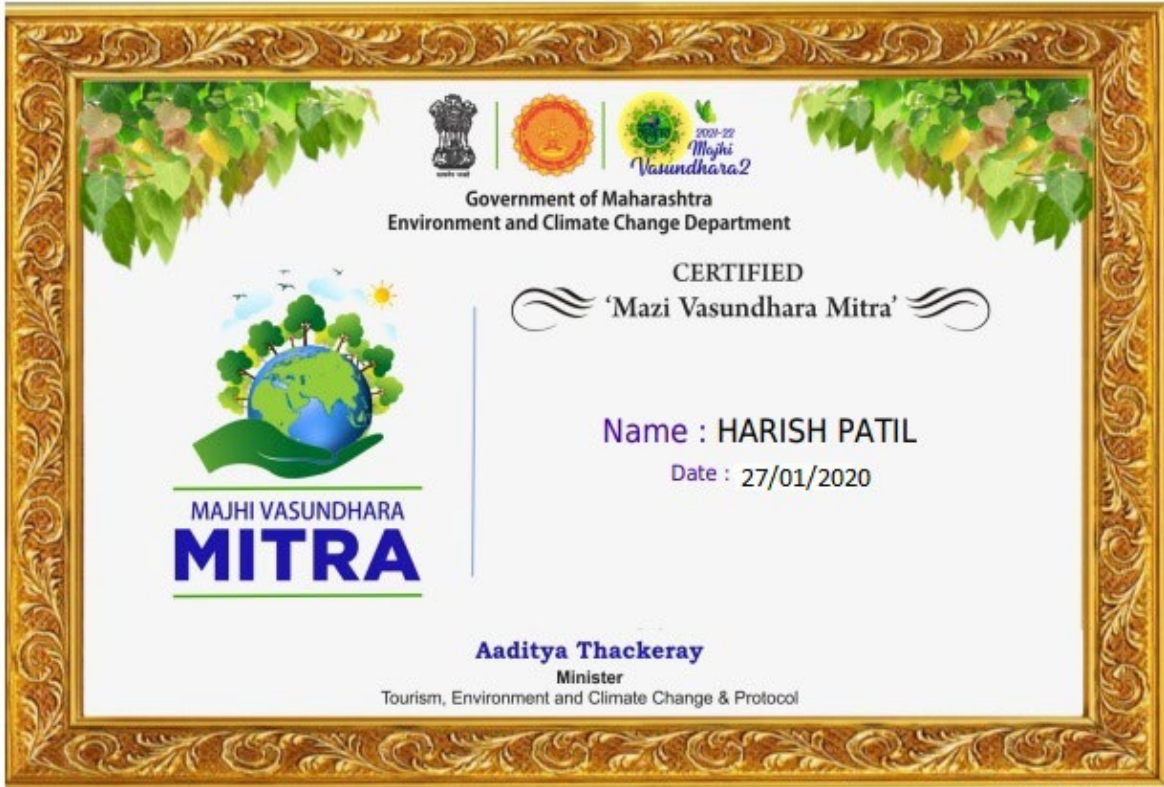 2021-22
Majhi
Vasundhara2
Government of Maharashtra
Environment and Climate Change Department
CERTIFIED
‘Mazi Vasundhara Mitra’
Name : HARISH PATIL
Date : 27/01/2020
MAJHI VASUNDHARA
MITRA
Aaditya Thackeray
Minister
Tourism, Environment and Climate Change & Protocol